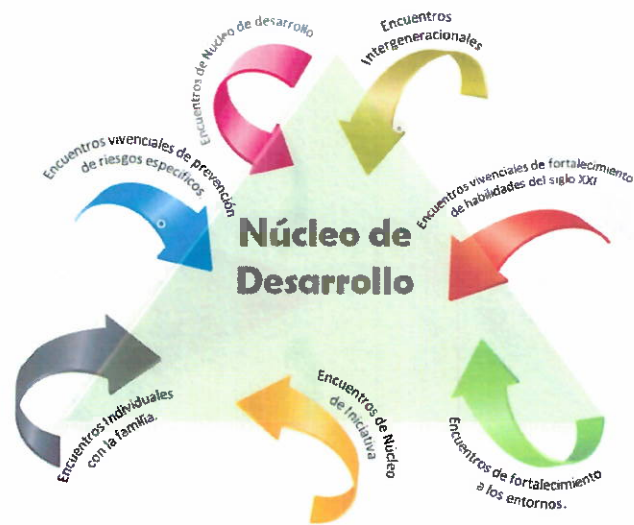 Encuentros de Núcleo de desarrollo
Encuentros
Intergeneracionales
Encuentros vivenciales de prevención
de riesgos específicos.
Encuentros vivenciales de fortalecimiento
de habilidades del siglo XXI
Núcleo de
Desarrollo
Encuentros Individuales
con la familia.
Encuentros de Núcleo
de Iniciativa
Encuentros de fortalecimiento
a los entornos.